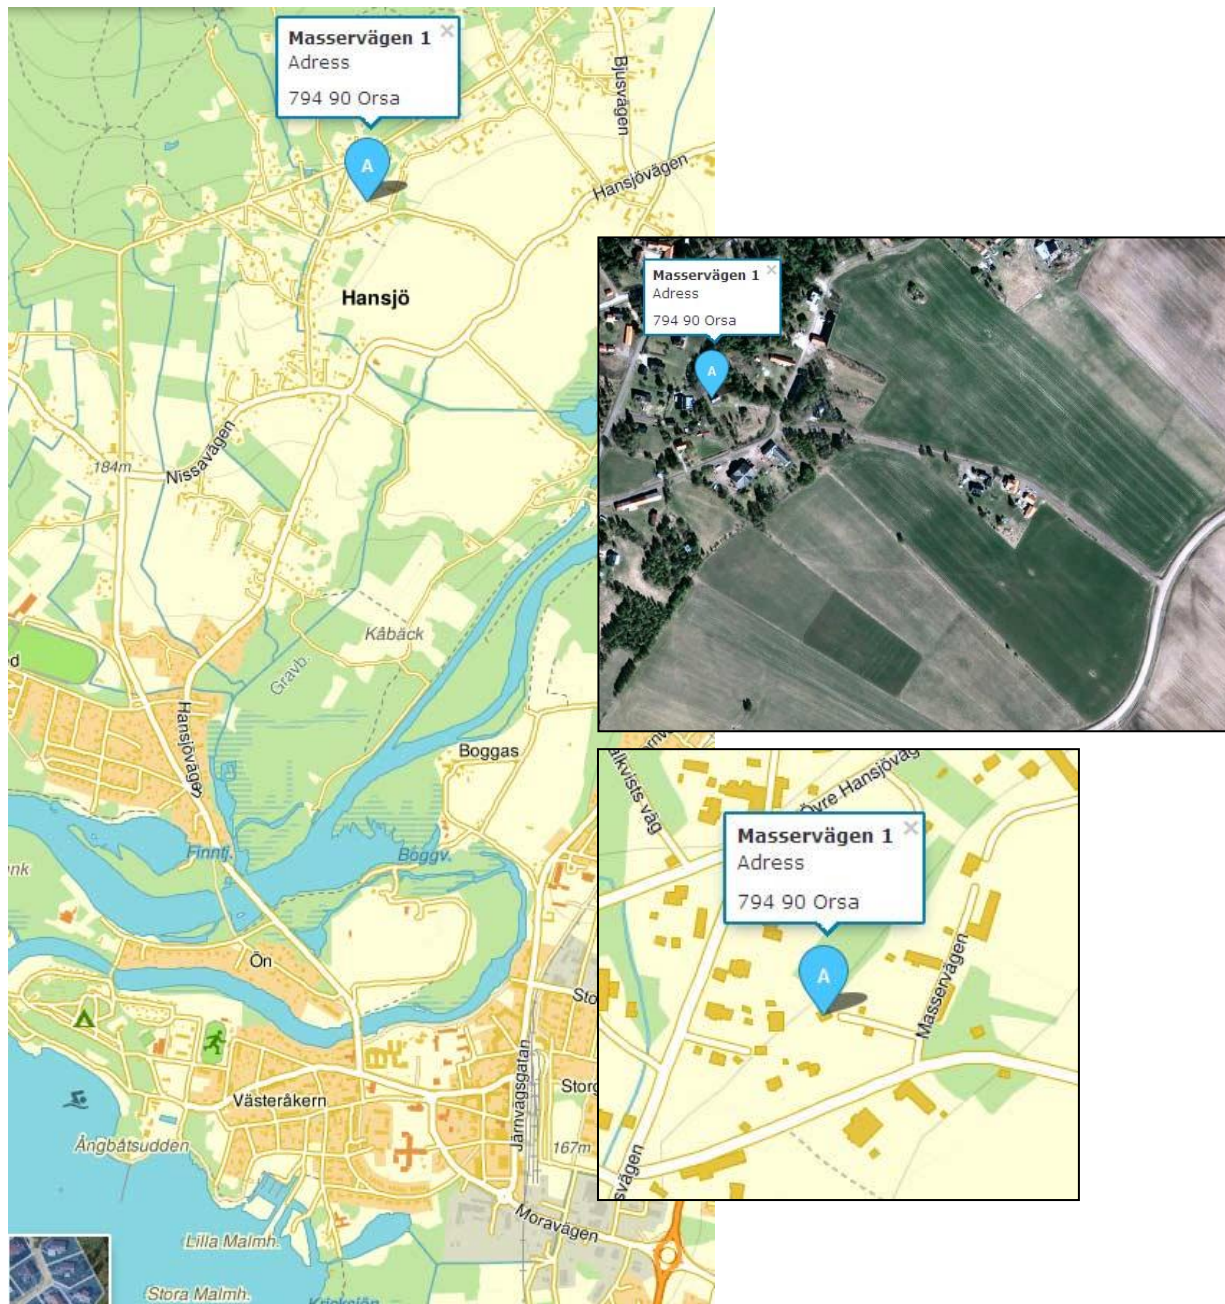 Masservägen 1
Adress
794 90 Orsa
A
Bjusvägen
Hansjövägen
Hansjö
Nissavägen
184m
Kåbäck
Gravb.
Hansjövägen
Boggas
Finntj.
Boggv.
Ön
Västeråkern
Järnvägsgatan
Ångbåtsudden
167m
Moravägen
Lilla Malmh.
Stora Malmh.
Masservägen 1
Adress
794 90 Orsa
A
Övre Hansjöväg
Masservägen 1
Adress
794 90 Orsa
A
Masservägen